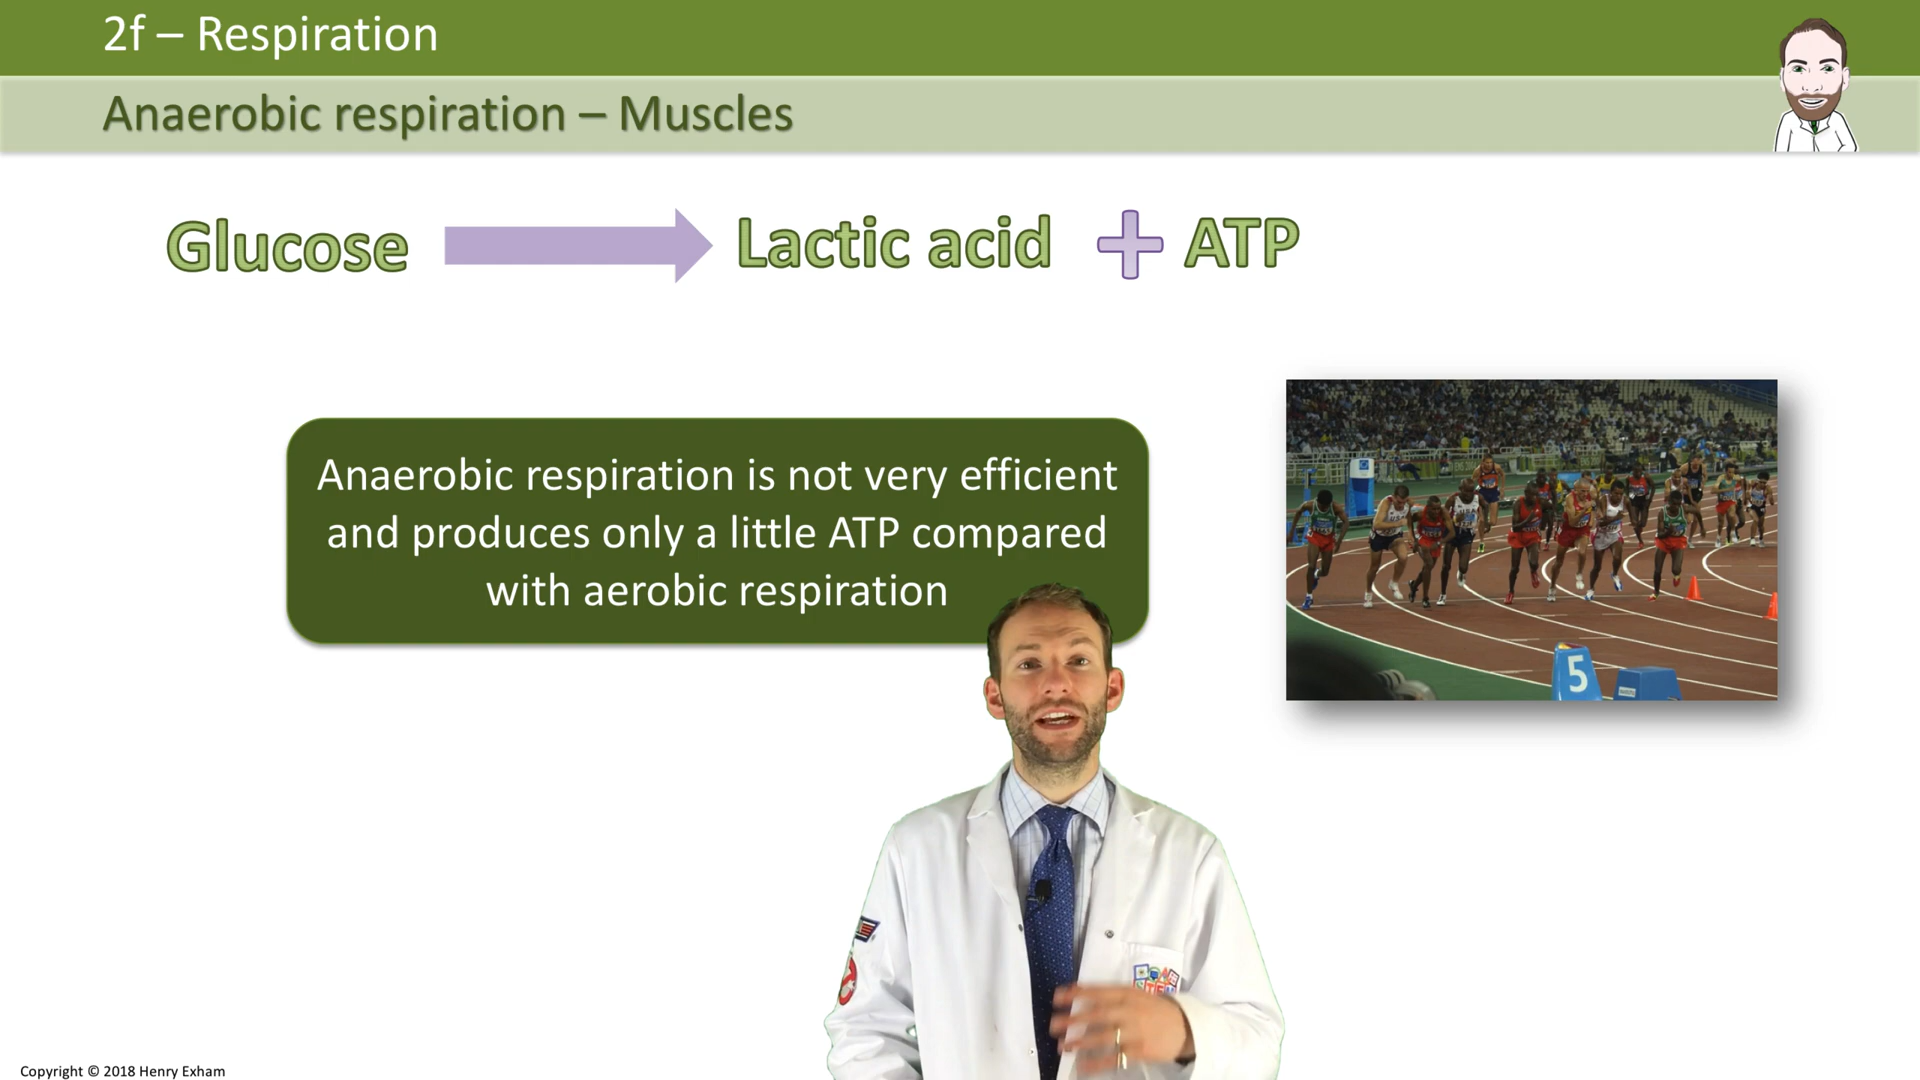 2f – Respiration
Anaerobic respiration – Muscles
Glucose → Lactic acid + ATP
Anaerobic respiration is not very efficient
and produces only a little ATP compared
with aerobic respiration
5
Copyright © 2018 Henry Exham